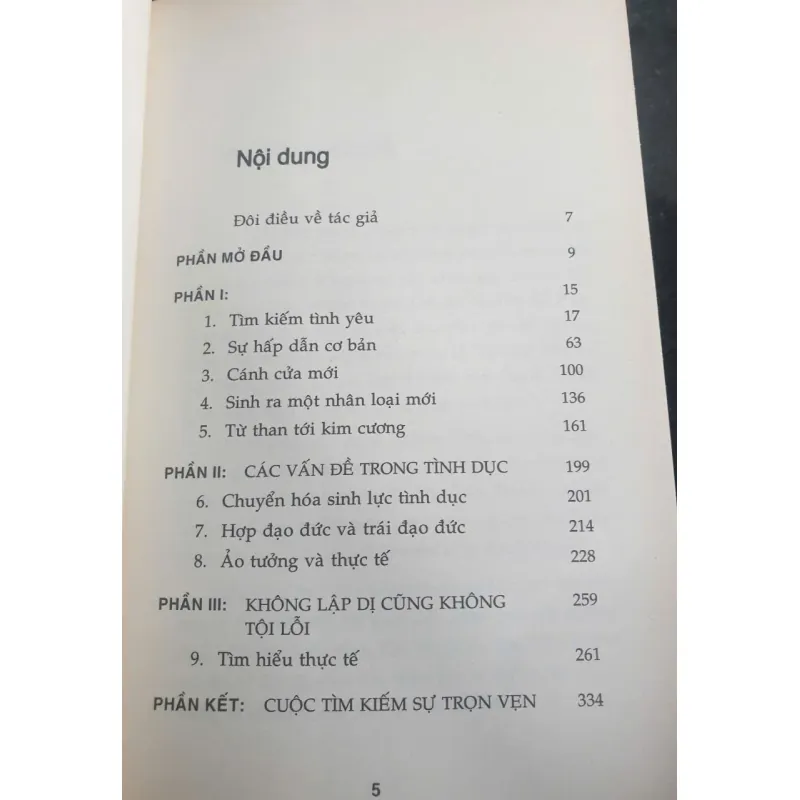 Nội dung
Đôi điều về tác giả 7
PHẦN MỞ ĐẦU 9
PHẦN I: 15
1. Tìm kiếm tình yêu 17
2. Sự hấp dẫn cơ bản 63
3. Cánh cửa mới 100
4. Sinh ra một nhân loại mới 136
5. Từ than tới kim cương 161
PHẦN II: CÁC VẤN ĐỀ TRONG TÌNH DỤC 199
6. Chuyển hóa sinh lực tình dục 201
7. Hợp đạo đức và trái đạo đức 214
8. Ảo tưởng và thực tế 228
PHẦN III: KHÔNG LẬP DỊ CŨNG KHÔNG 259
TỘI LỖI
9. Tìm hiểu thực tế 261
PHẦN KẾT: CUỘC TÌM KIẾM SỰ TRỌN VẸN 334
5